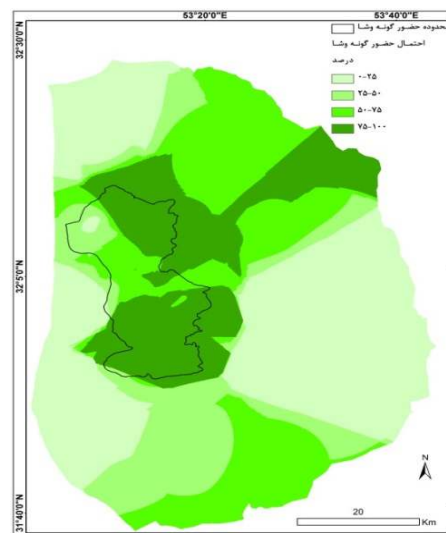 53°20'0"E
53°40'0"E
32°30'0"N
32°5'0"N
31°40'0"N
محدوده حضور گونه وشا
احتمال حضور گونه وشا
درصد
۰-۲۵
۲۵-۵۰
۵۰-۷۵
۷۵-۱۰۰
N
20
Km